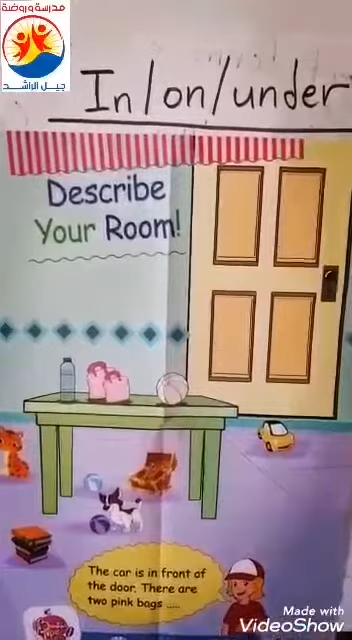 مدرسة وروضة
جيل الراشد
In/on/under
Describe
Your Room!
The car is in front of
the door. There are
two pink bags ....
Made with
VideoShow